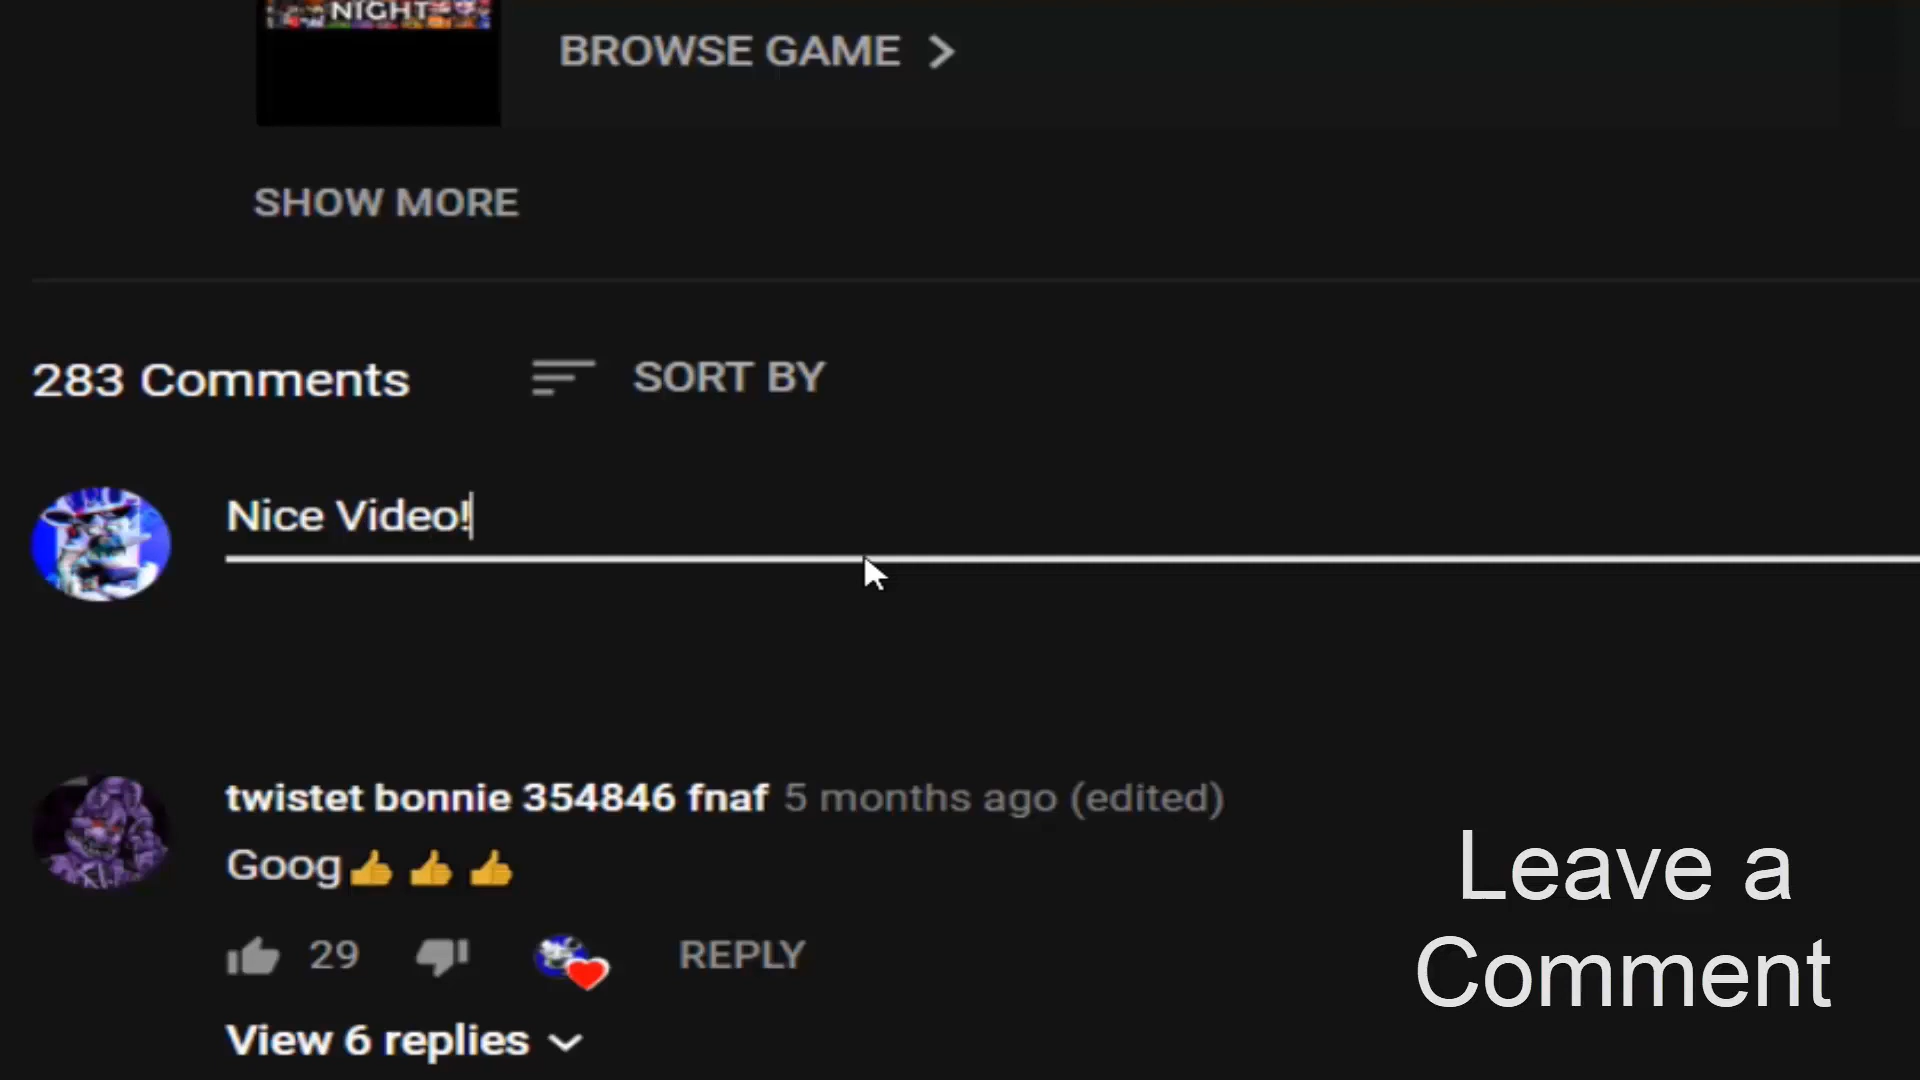 NIGHT
BROWSE GAME
SHOW MORE
283 Comments SORT BY
Nice Video!
twistet bonnie 354846 fnaf 5 months ago (edited)
Goog👍👍👍
29 REPLY
View 6 replies
Leave a
Comment